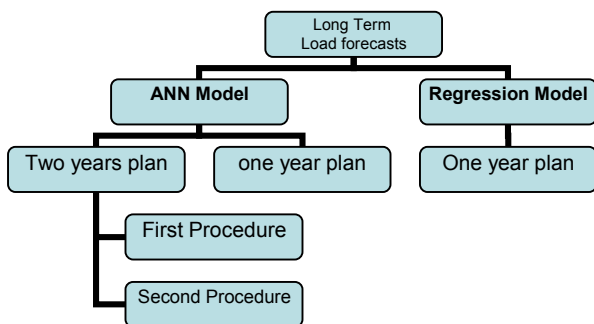 Long Term
Load forecasts
ANN Model
Regression Model
Two years plan
one year plan
One year plan
First Procedure
Second Procedure